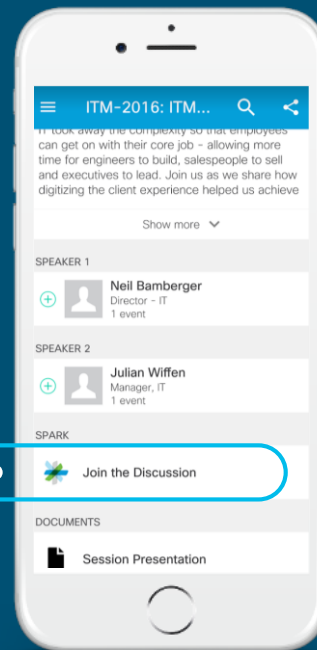 ITM-2016: ITM...
IT took away the complexity so that employees
can get on with their core job - allowing more
time for engineers to build, salespeople to sell
and executives to lead. Join us as we share how
digitizing the client experience helped us achieve
Show more
SPEAKER 1
Neil Bamberger
Director - IT
1 event
SPEAKER 2
Julian Wiffen
Manager, IT
1 event
SPARK
Join the Discussion
DOCUMENTS
Session Presentation